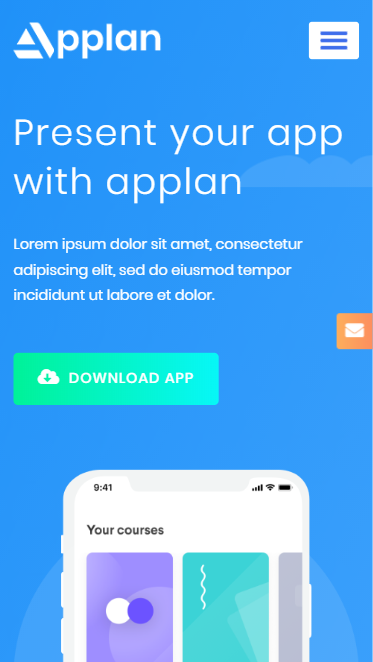 Applan
Present your app
with applan
Lorem ipsum dolor sit amet, consectetur
adipiscing elit, sed do eiusmod tempor
incididunt ut labore et dolor.
DOWNLOAD APP
9:41
Your courses